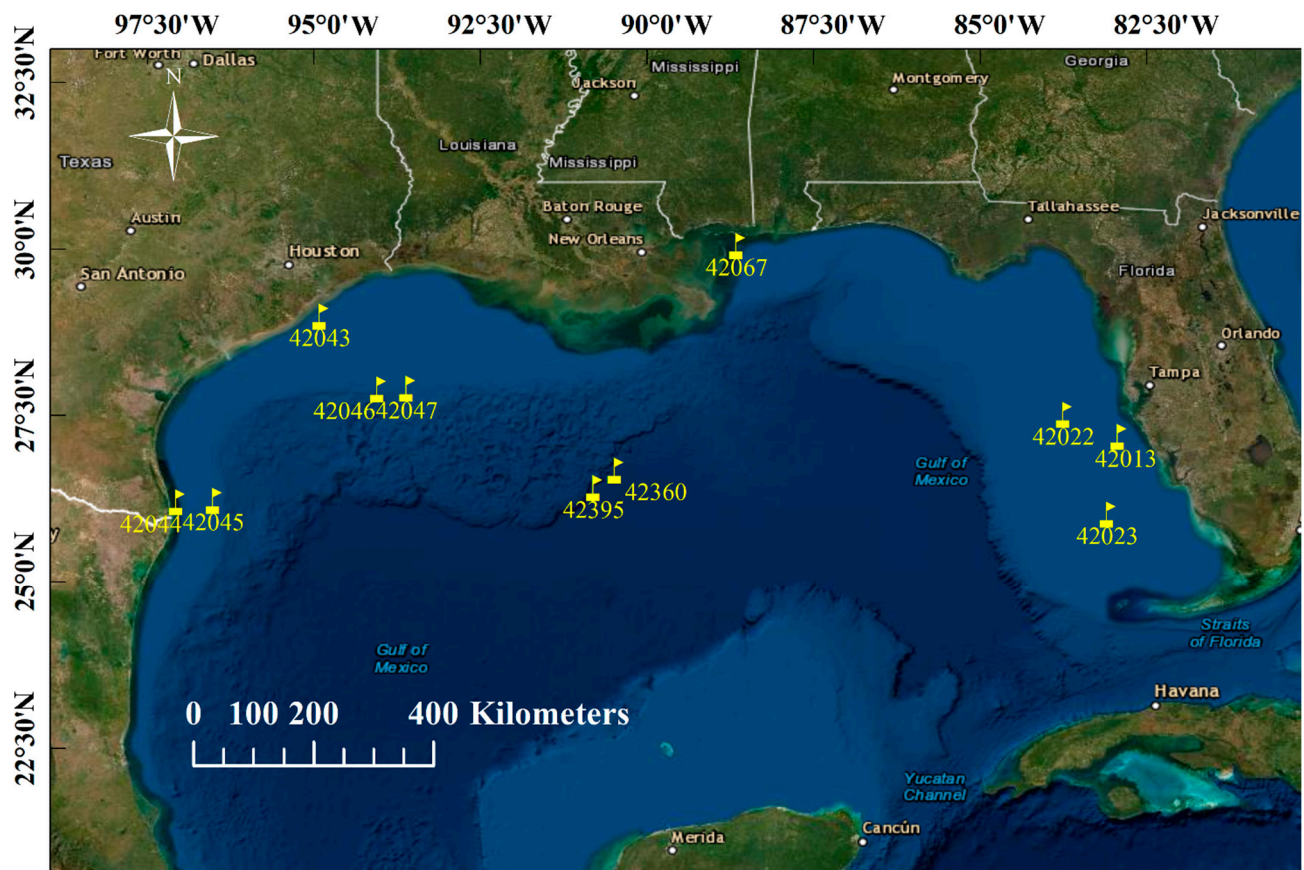 97°30'W 95°0'W 92°30'W 90°0'W 87°30'W 85°0'W 82°30'W
32°30'N
30°0'N
27°30'N
25°0'N
22°30'N
Fort Worth
Dallas
N
Mississippi
Georgia
Jackson
Montgomery
Texas
Louisiana
Mississippi
Austin
Baton Rouge
Tallahassee
Jacksonville
Houston
New Orleans
San Antonio
Florida
42067
42043
Orlando
Tampa
42046
42047
42022
42013
Gulf of
Mexico
42360
42395
42044
42045
42023
Straits
of Florida
Gulf of
Mexico
Havana
0 100 200 400 Kilometers
Yucatan
Channel
Merida
Cancún